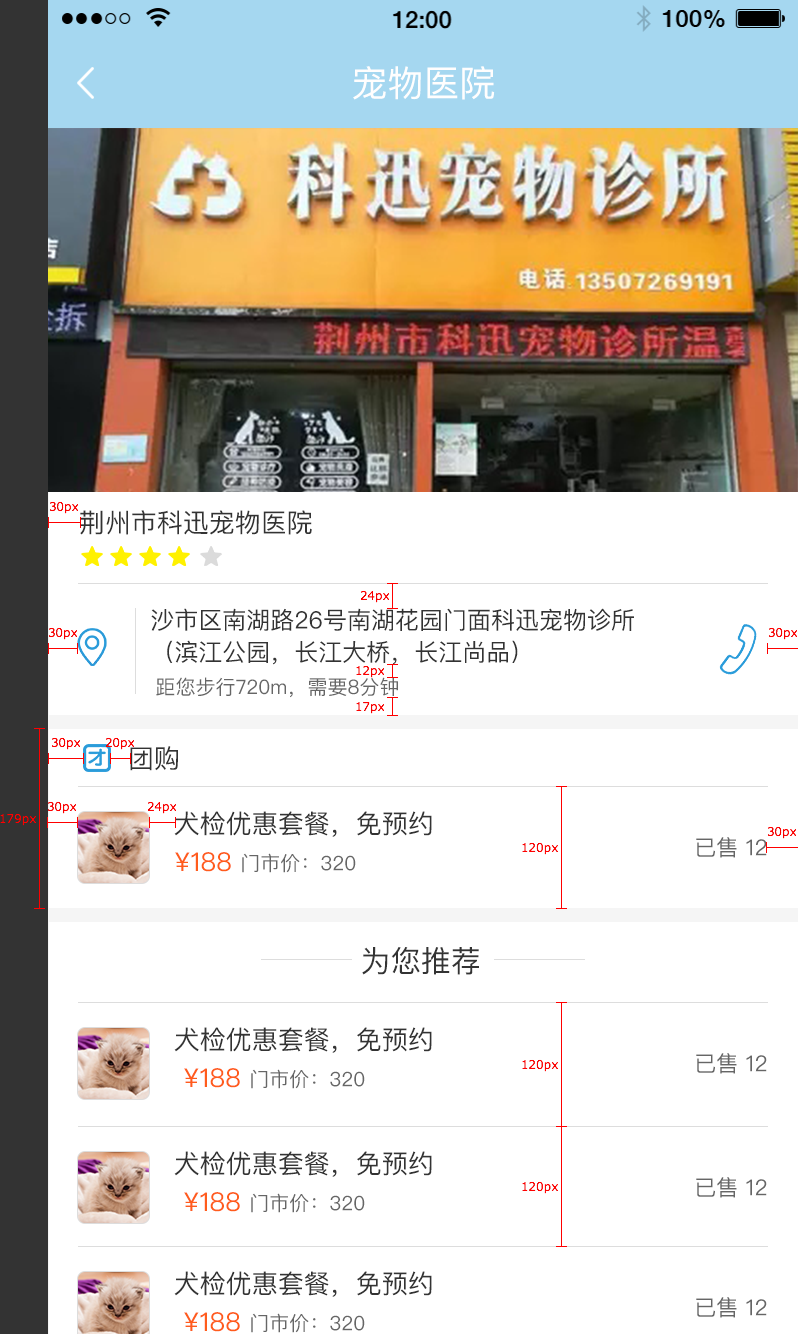 12:00
100%
宠物医院
科迅宠物诊所
电话:13507269191
荆州市科迅宠物诊所温馨
30px
荆州市科迅宠物医院
24px
沙市区南湖路26号南湖花园门面科迅宠物诊所
（滨江公园，长江大桥，长江尚品）
30px
30px
12px
距您步行720m，需要8分钟
17px
30px
20px
团购
179px
30px
24px
犬检优惠套餐，免预约
¥188 门市价：320
120px
已售 12
30px
为您推荐
犬检优惠套餐，免预约
¥188 门市价：320
120px
已售 12
犬检优惠套餐，免预约
¥188 门市价：320
120px
已售 12
犬检优惠套餐，免预约
¥188 门市价：320
已售 12